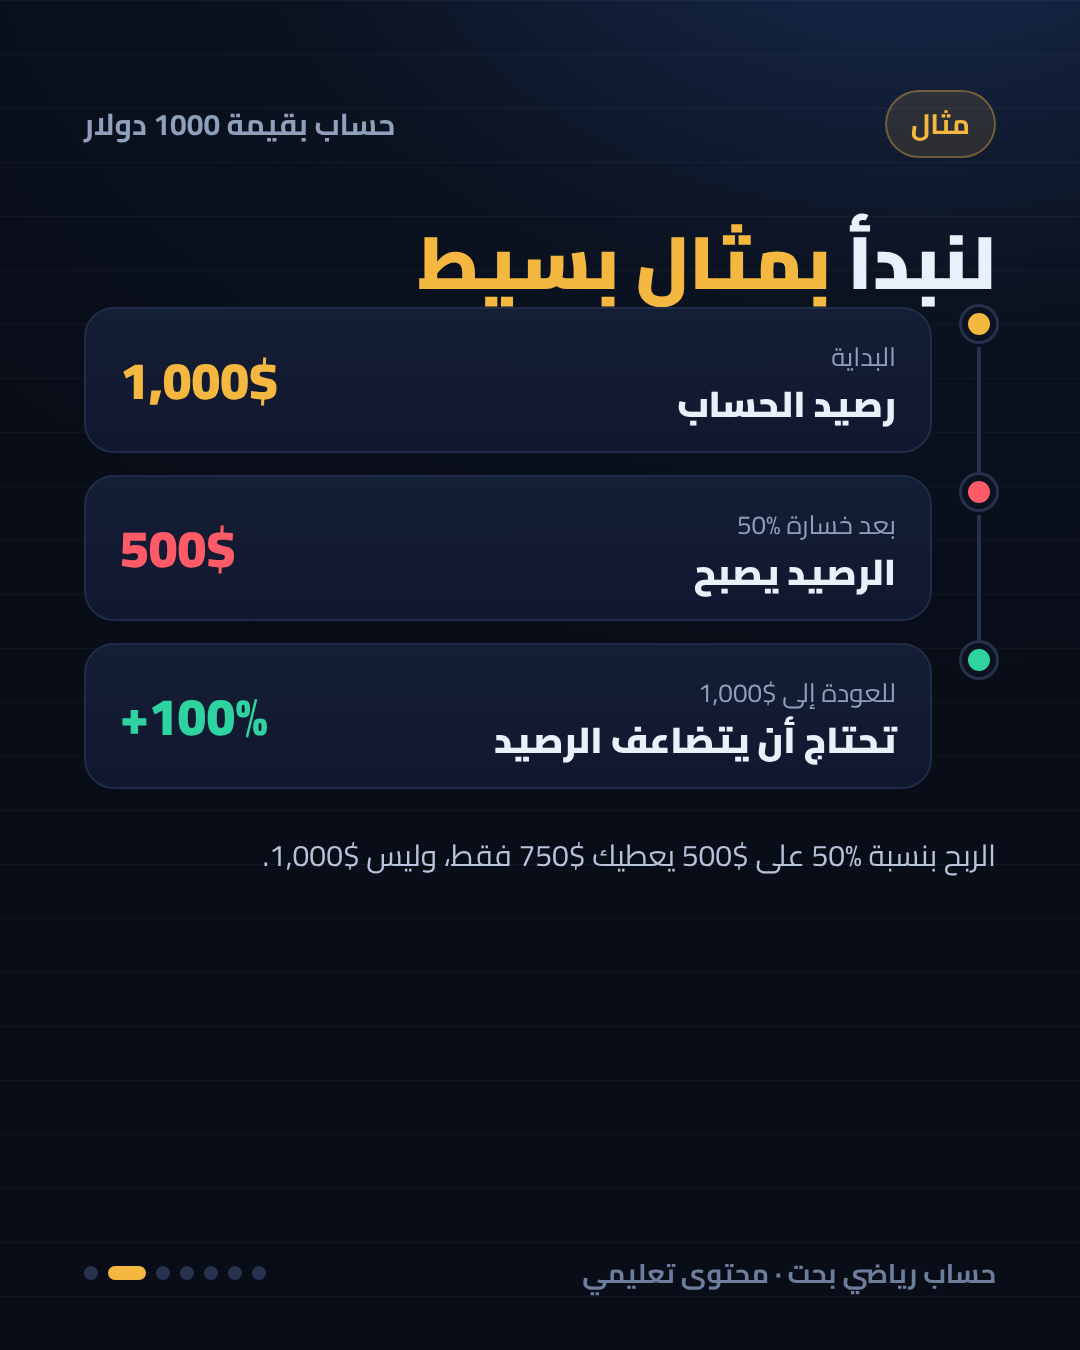 مثال
حساب بقيمة 1000 دولار
لنبدأ بمثال بسيط
البداية
رصيد الحساب
1,000$
بعد خسارة 50%
الرصيد يصبح
500$
للعودة إلى 1,000$
تحتاج أن يتضاعف الرصيد
+100%
الربح بنسبة 50% على 500$ يعطيك 750$ فقط، وليس 1,000$.
حساب رياضي بحت · محتوى تعليمي